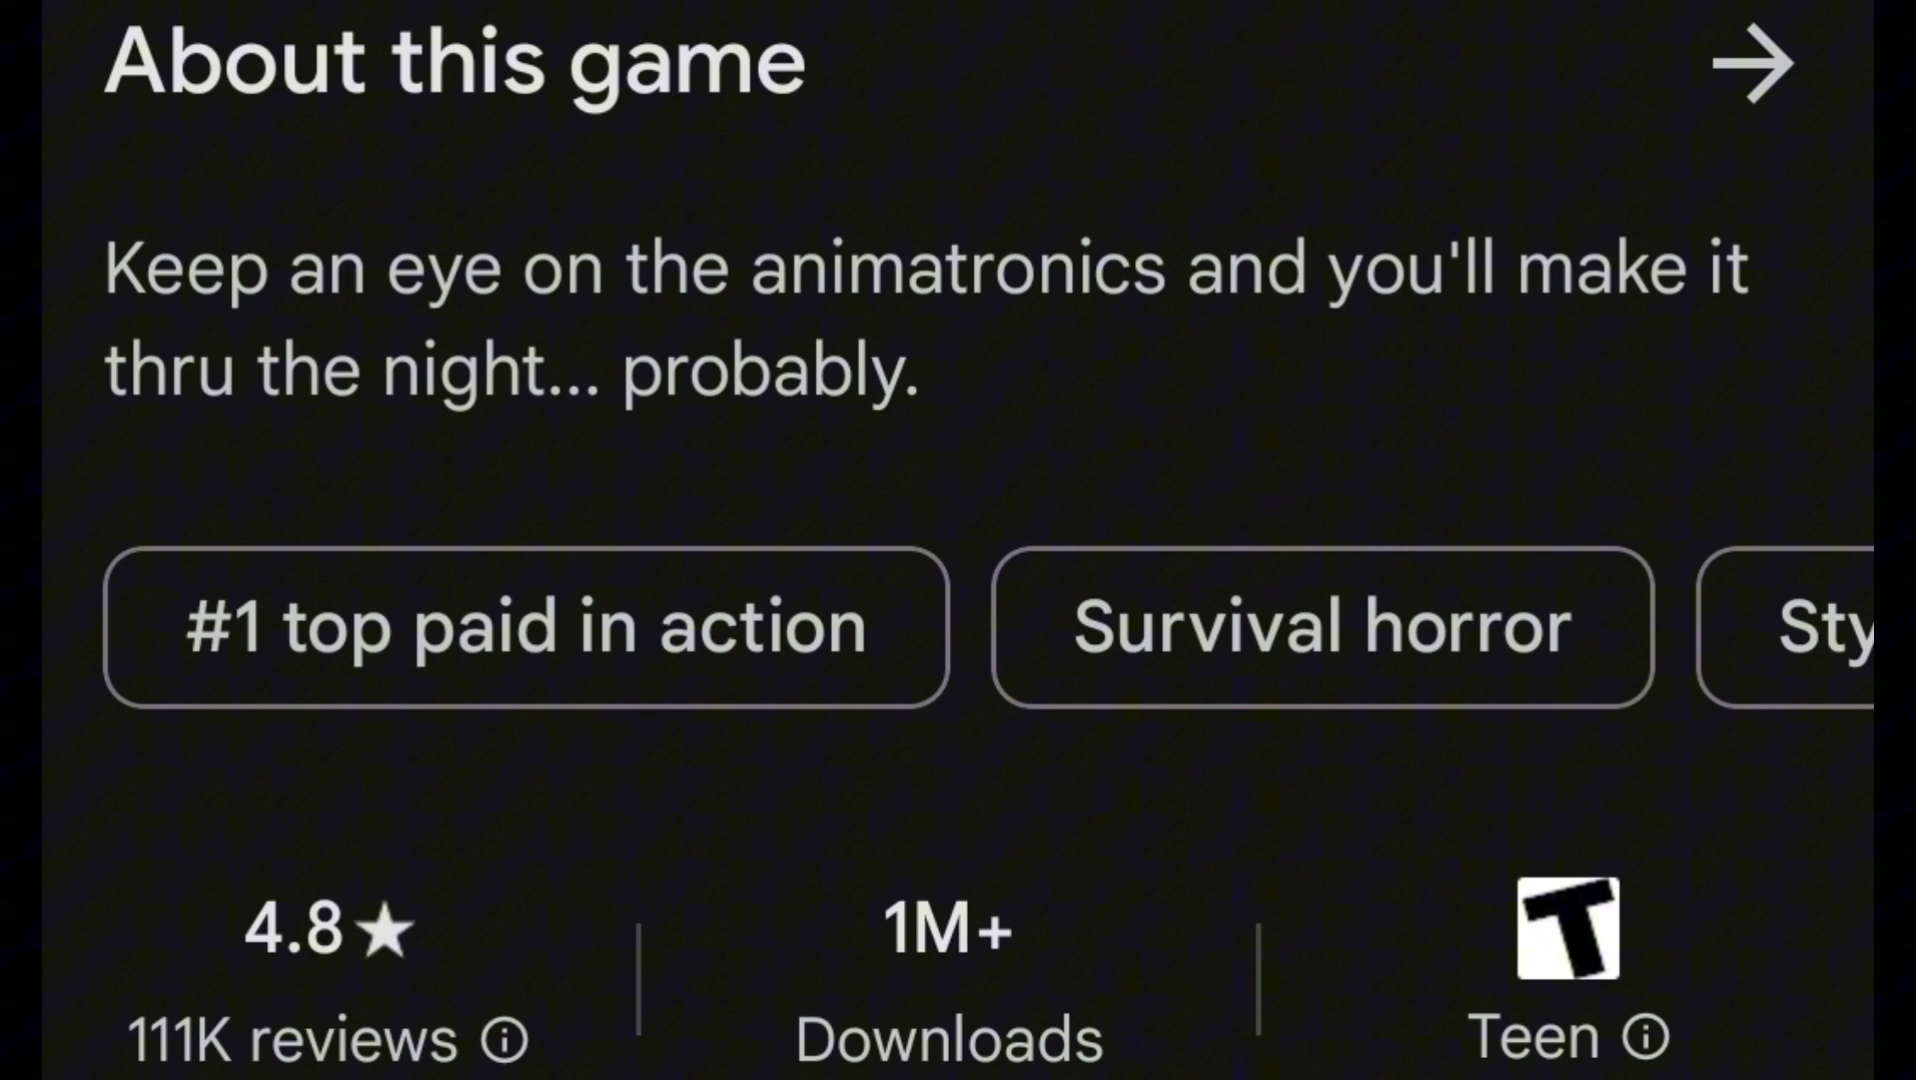 About this game
Keep an eye on the animatronics and you'll make it
thru the night... probably.
#1 top paid in action
Survival horror
Sty
4.8★
1M+
T
111K reviews
Downloads
Teen